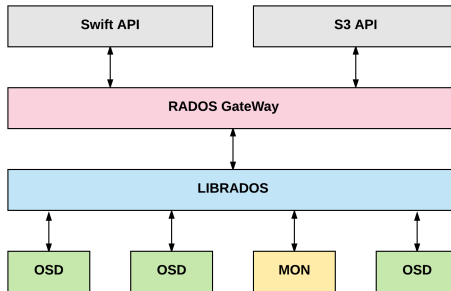 Swift API
S3 API
RADOS GateWay
LIBRADOS
OSD
OSD
MON
OSD